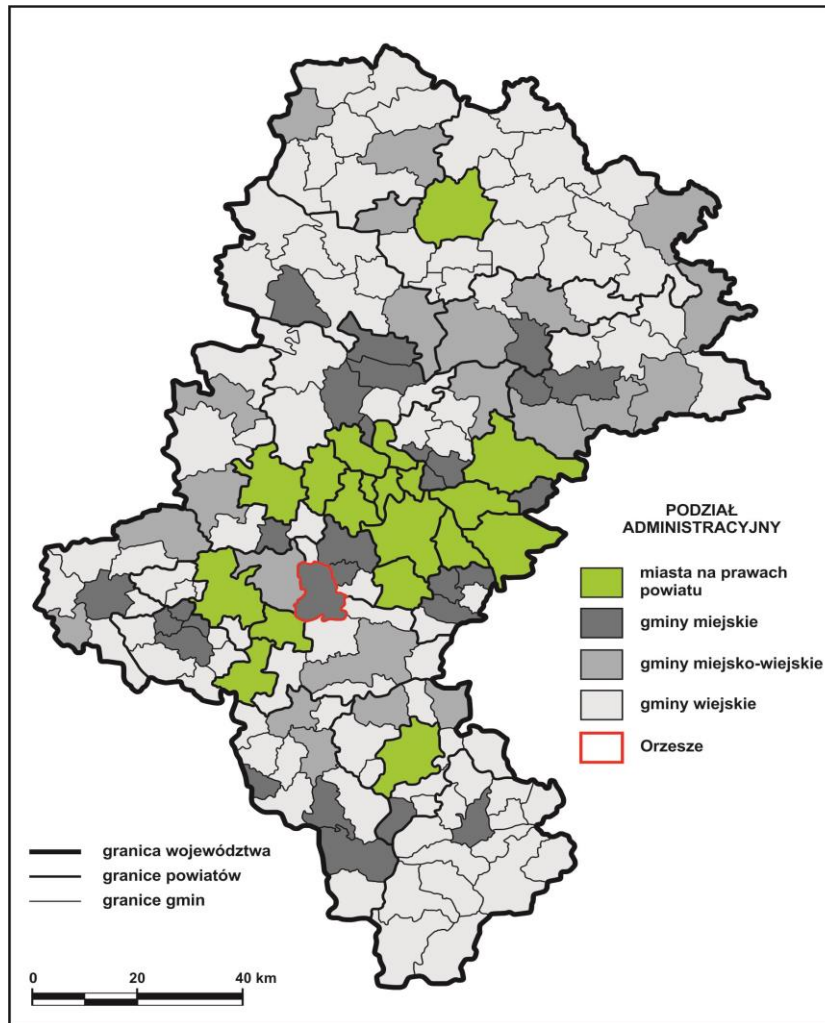 PODZIAŁ
ADMINISTRACYJNY
miasta na prawach
powiatu
gminy miejskie
gminy miejsko-wiejskie
gminy wiejskie
Orzesze
granica województwa
granice powiatów
granice gmin
0 20 40 km